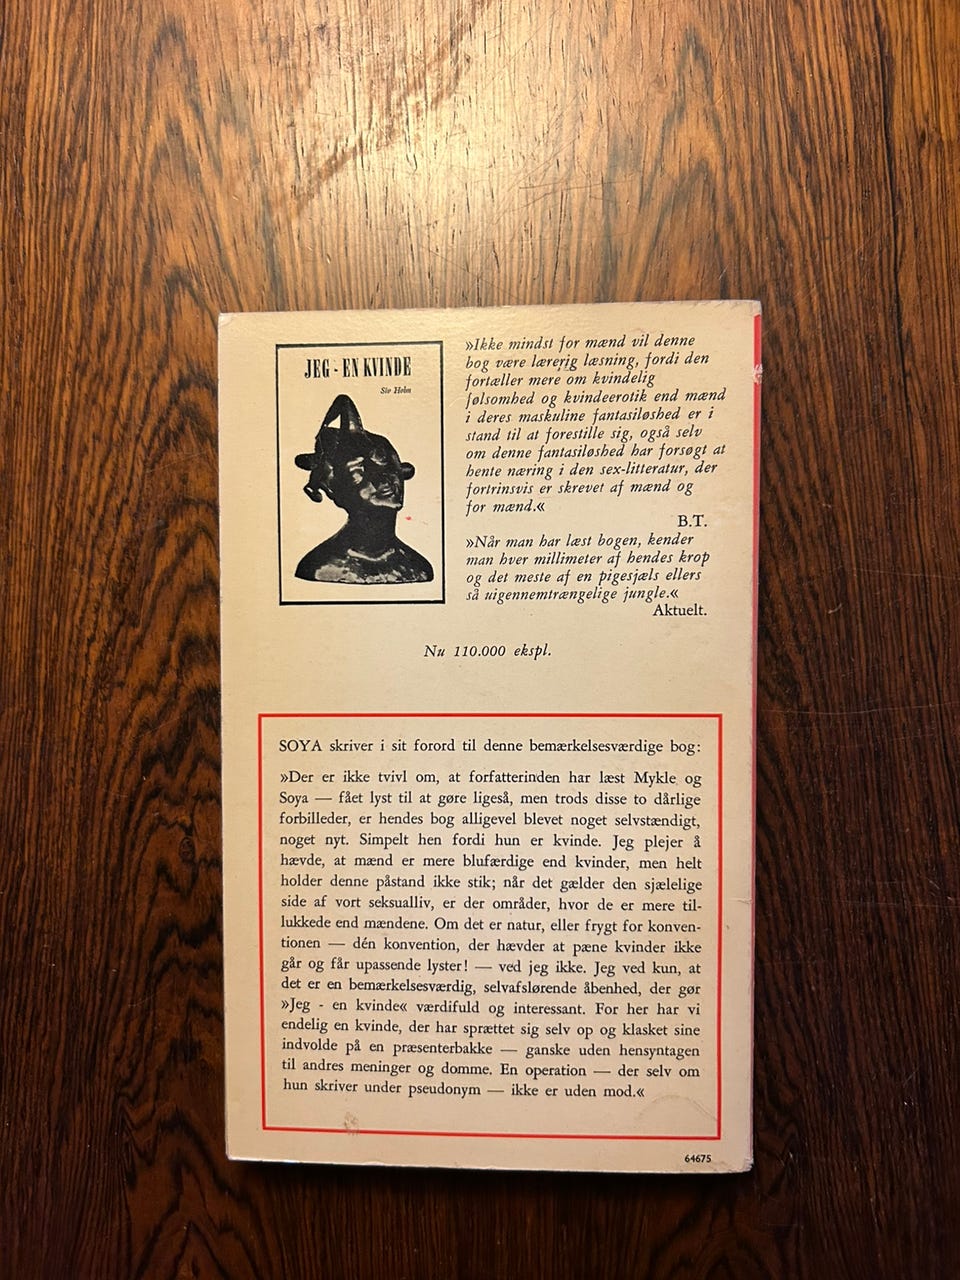 JEG - EN KVINDE
Siv Holm
»Ikke mindst for mænd vil denne
bog være lærerig læsning, fordi den
fortæller mere om kvindelig
følsomhed og kvindeerotik end mænd
i deres maskuline fantasiløshed er i
stand til at forestille sig, også selv
om denne fantasiløshed har forsøgt at
hente næring i den sex-litteratur, der
fortrinsvis er skrevet af mænd og
for mænd.«
B.T.
»Når man har læst bogen, kender
man hver millimeter af hendes krop
og det meste af en pigesjæls ellers
så uigennemtrængelige jungle.«
Aktuelt.
Nu 110.000 ekspl.
SOYA skriver i sit forord til denne bemærkelsesværdige bog:
»Der er ikke tvivl om, at forfatterinden har læst Mykle og
Soya — fået lyst til at gøre ligeså, men trods disse to dårlige
forbilleder, er hendes bog alligevel blevet noget selvstændigt,
noget nyt. Simpelt hen fordi hun er kvinde. Jeg plejer å
hævde, at mænd er mere blufærdige end kvinder, men helt
holder denne påstand ikke stik; når det gælder den sjælelige
side af vort seksualliv, er der områder, hvor de er mere til-
lukkede end mændene. Om det er natur, eller frygt for konven-
tionen — dén konvention, der hævder at pæne kvinder ikke
går og får upassende lyster! — ved jeg ikke. Jeg ved kun, at
det er en bemærkelsesværdig, selvafslørende åbenhed, der gør
»Jeg - en kvinde« værdifuld og interessant. For her har vi
endelig en kvinde, der har sprættet sig selv op og klasket sine
indvolde på en præsenterbakke — ganske uden hensyntagen
til andres meninger og domme. En operation — der selv om
hun skriver under pseudonym — ikke er uden mod.«
64675